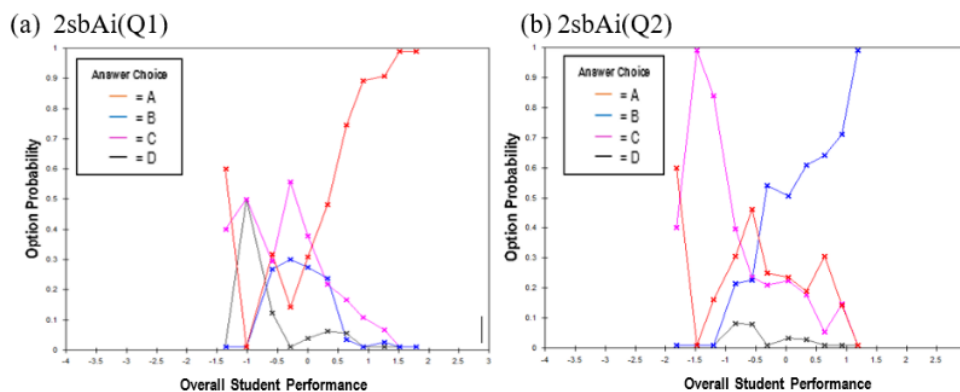 (a) 2sbAi(Q1)
Answer Choice
= A
= B
= C
= D
Option Probability
1
0.9
0.8
0.7
0.6
0.5
0.4
0.3
0.2
0.1
0
-4 -3.5 -3 -2.5 -2 -1.5 -1 -0.5 0 0.5 1 1.5 2 2.5 3
Overall Student Performance
(b) 2sbAi(Q2)
Answer Choice
= A
= B
= C
= D
Option Probability
1
0.9
0.8
0.7
0.6
0.5
0.4
0.3
0.2
0.1
0
-4 -3.5 -3 -2.5 -2 -1.5 -1 -0.5 0 0.5 1 1.5 2 2.5 3
Overall Student Performance